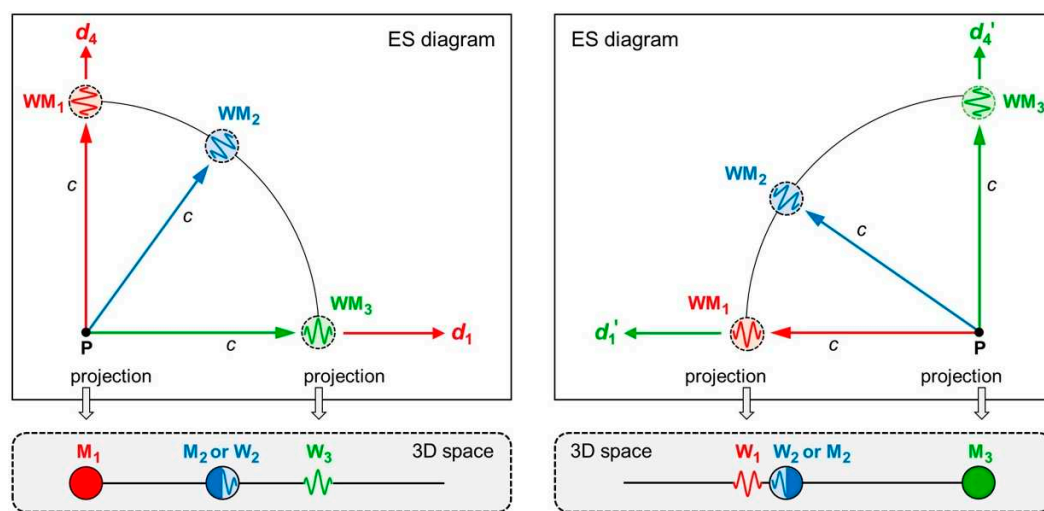 d₄
ES diagram
WM₁
WM₂
c
c
WM₃
P
c
d₁
projection
projection
M₁
M₂ or W₂
W₃
3D space
ES diagram
d₄'
WM₃
WM₂
c
c
WM₁
d₁'
c
P
projection
projection
3D space
W₁
W₂ or M₂
M₃